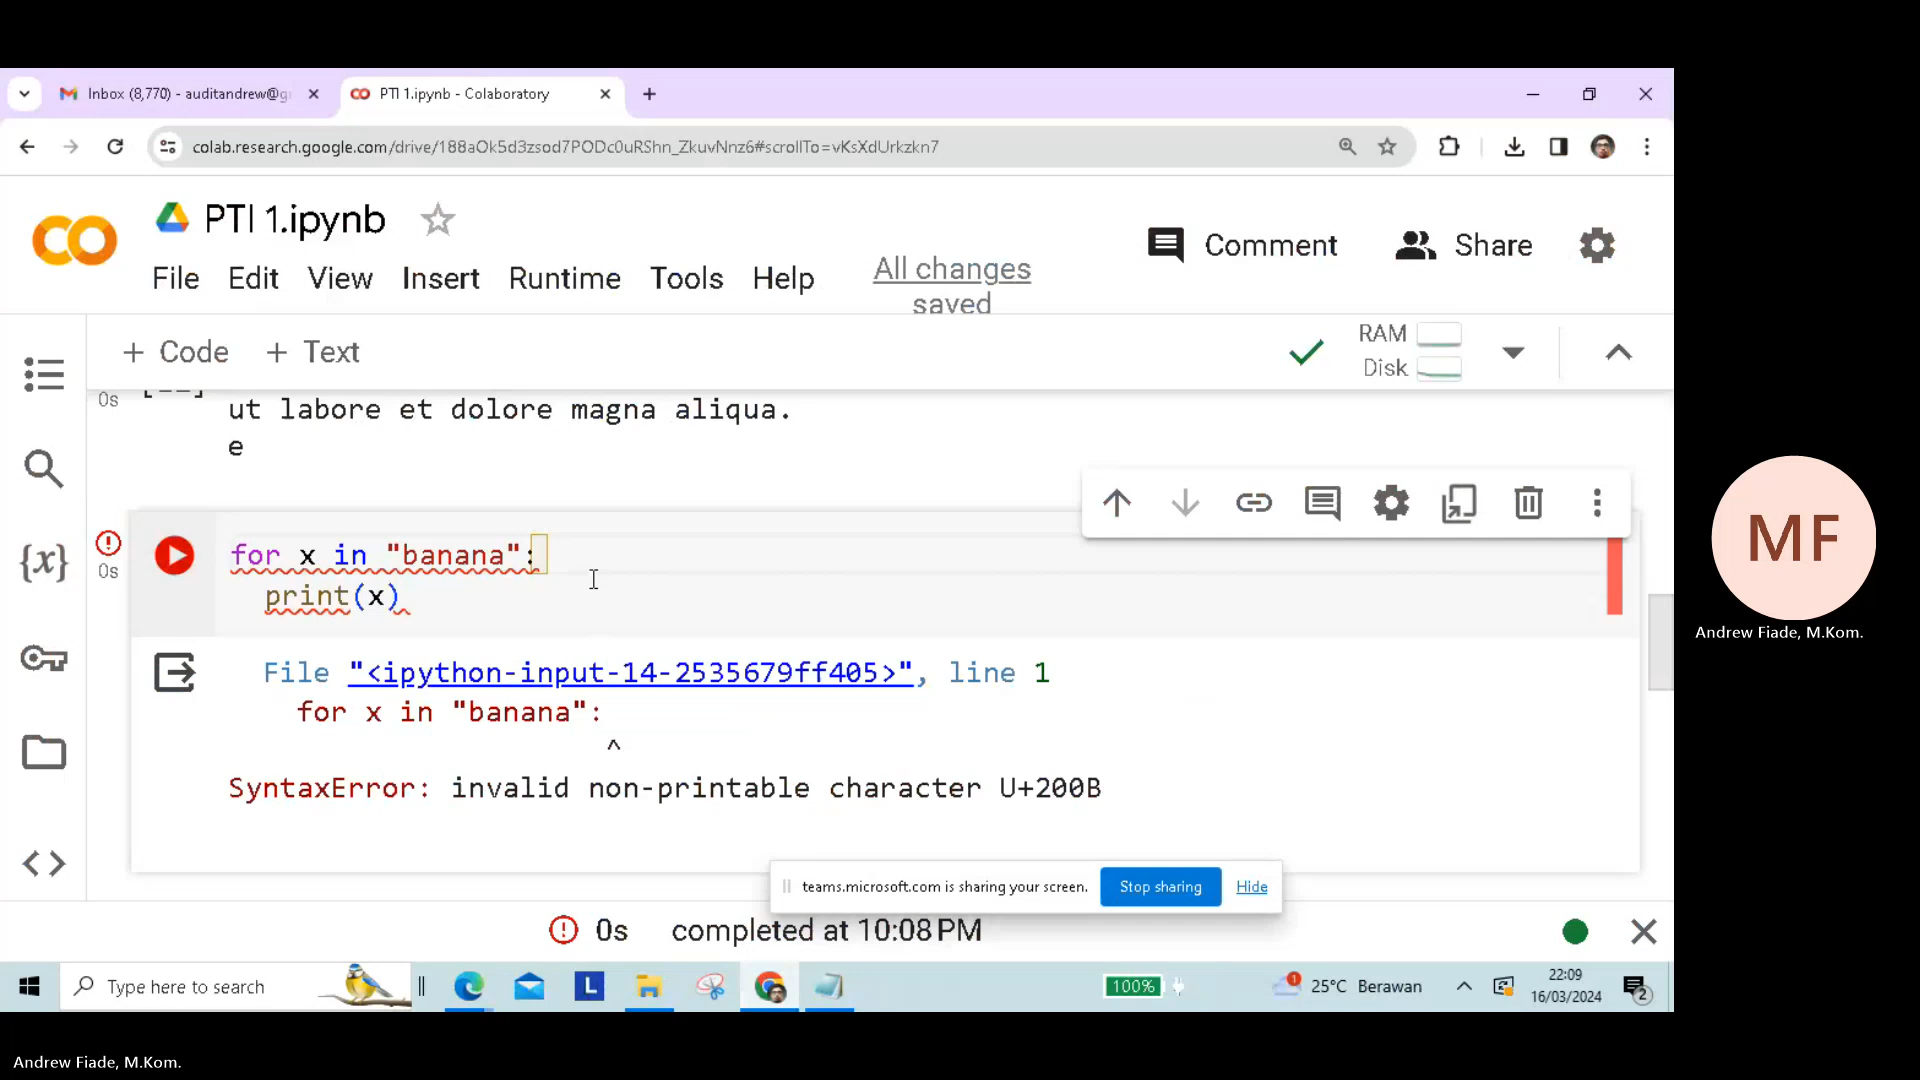 Inbox (8,770) - auditandrew@g
PTI 1.ipynb - Colaboratory
colab.research.google.com/drive/188aOk5d3zsod7PODc0uRShn_ZkuvNnz6#scrollTo=vKsXdUrkzkn7
PTI 1.ipynb
Comment
Share
File Edit View Insert Runtime Tools Help
All changes
saved
+ Code + Text
RAM
Disk
0s
ut labore et dolore magna aliqua.
e
{x}
0s
for x in "banana":
print(x)
File "<ipython-input-14-2535679ff405>", line 1
for x in "banana":
^
SyntaxError: invalid non-printable character U+200B
teams.microsoft.com is sharing your screen.
Stop sharing
Hide
0s completed at 10:08 PM
Type here to search
L
100%
1
25°C Berawan
22:09
16/03/2024
2
MF
Andrew Fiade, M.Kom.
Andrew Fiade, M.Kom.